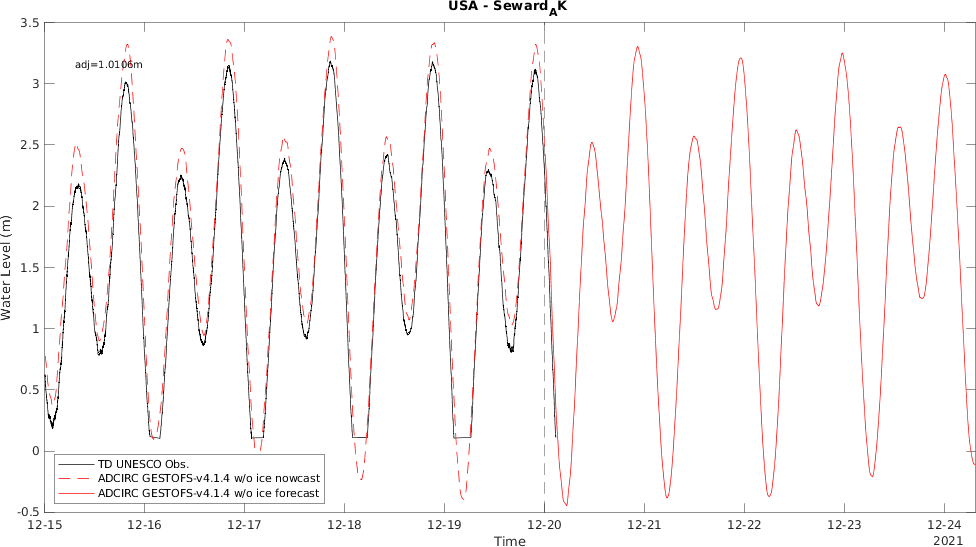 USA - Seward_AK
3.5
3
2.5
2
1.5
1
0.5
0
-0.5
Water Level (m)
adj=1.0106m
TD UNESCO Obs.
ADCIRC GESTOFS-v4.1.4 w/o ice nowcast
ADCIRC GESTOFS-v4.1.4 w/o ice forecast
12-15 12-16 12-17 12-18 12-19 12-20 12-21 12-22 12-23 12-24
Time
2021